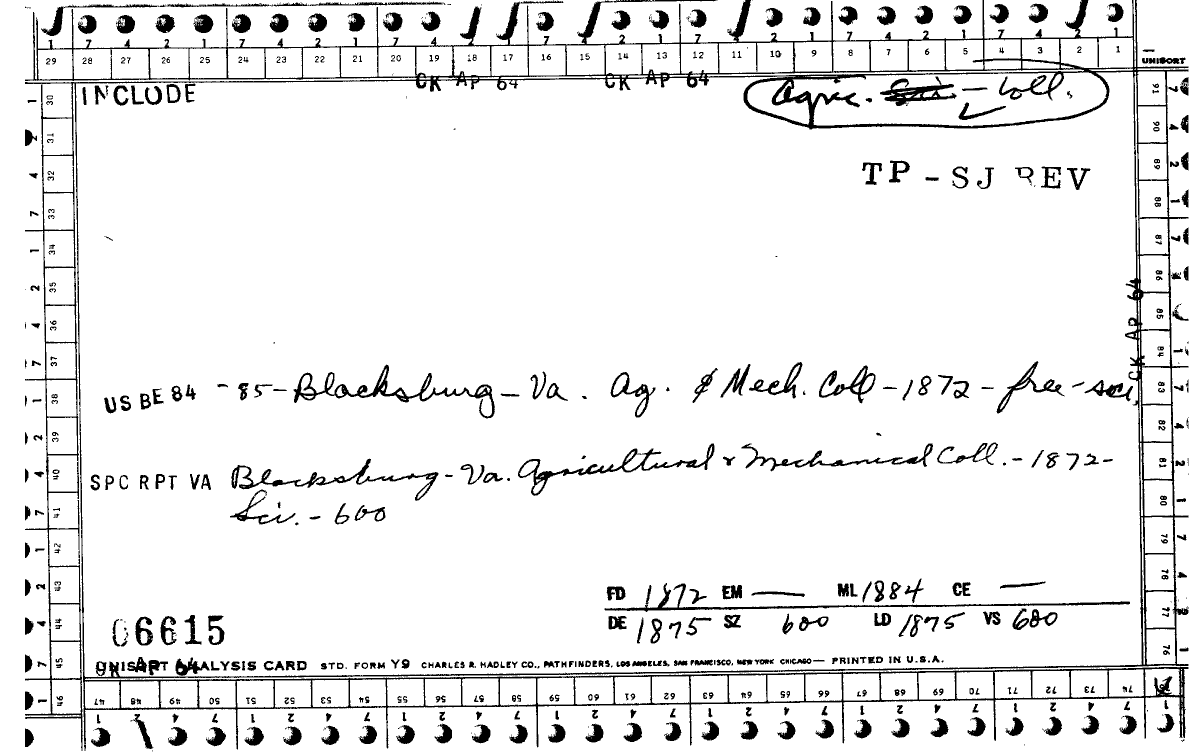 1 7 4 2 1 7 4 2 1 7 4 2 1 7 4 2 1 7 4 2 1 7 4 2 1
29 28 27 26 25 24 23 22 21 20 19 18 17 16 15 14 13 12 11 10 9 8 7 6 5 4 3 2 1
UNISORT
CK AP 64 CK AP 64
INCLUDE
Agric. Sci. - Coll.
TP - SJ REV
CK AP 64
US BE 84 - 85 - Blacksburg - Va. Ag. & Mech. Coll - 1872 - free - sci.
SPC RPT VA Blacksburg - Va. Agricultural & Mechanical Coll. - 1872 -
Sci. - 600
FD 1872 EM — ML 1884 CE —
DE 1875 SZ 600 LD 1875 VS 600
06615
UNISORT ANALYSIS CARD STD. FORM Y9 CHARLES R. HADLEY CO., PATHFINDERS, LOS ANGELES, SAN FRANCISCO, NEW YORK CHICAGO — PRINTED IN U.S.A.
CK AP 64
30 31 32 33 34 35 36 37 38 39 40 41 42 43 44 45 46
47 48 49 50 51 52 53 54 55 56 57 58 59 60 61 62 63 64 65 66 67 68 69 70 71 72 73 74
91 90 89 88 87 86 85 84 83 82 81 80 79 78 77 76